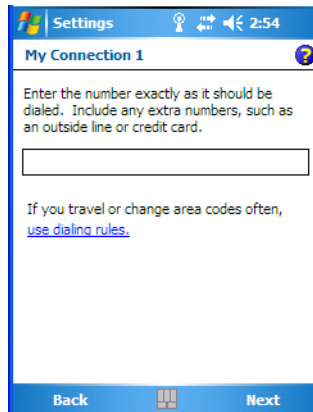 Settings 2:54
My Connection 1
Enter the number exactly as it should be
dialed. Include any extra numbers, such as
an outside line or credit card.
If you travel or change area codes often,
use dialing rules.
Back Next